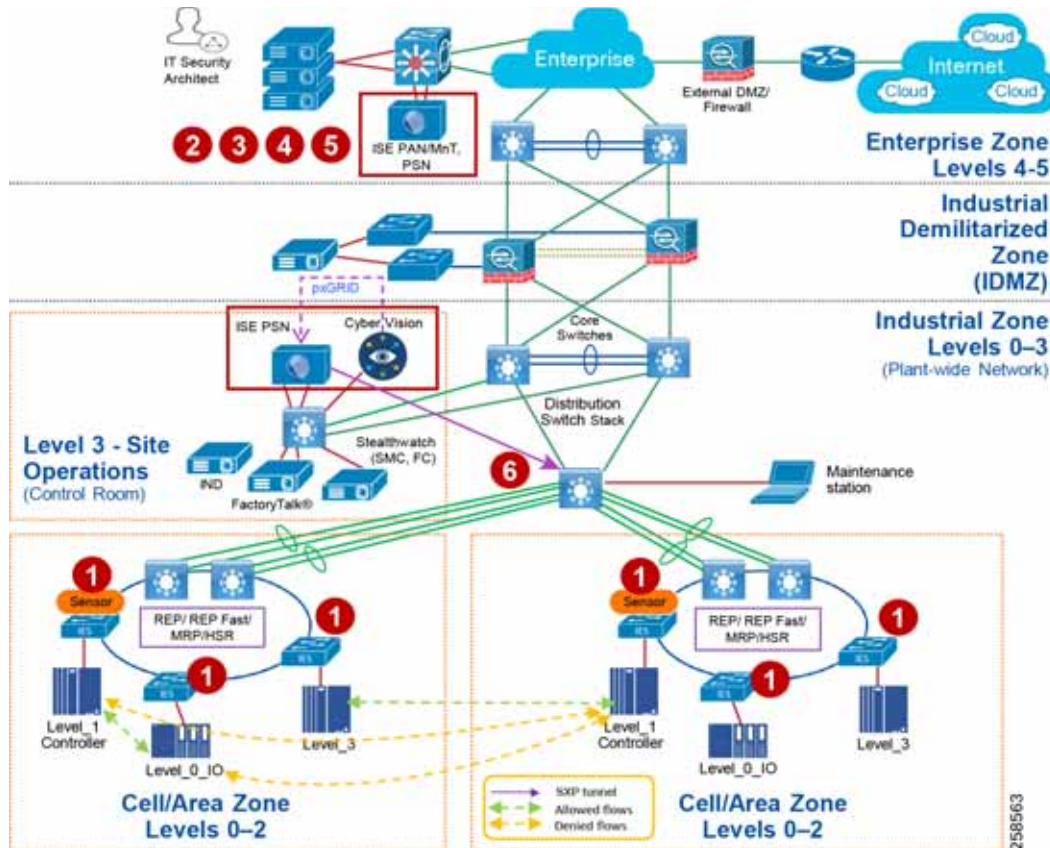 IT Security
Architect
Enterprise
External DMZ/
Firewall
Cloud
Internet
Cloud
Cloud
2
3
4
5
ISE PAN/MnT,
PSN
Enterprise Zone
Levels 4-5
Industrial
Demilitarized
Zone
(IDMZ)
pxGRID
ISE PSN
Cyber Vision
Core
Switches
Industrial Zone
Levels 0–3
(Plant-wide Network)
Distribution
Switch Stack
Level 3 - Site
Operations
(Control Room)
Stealthwatch
(SMC, FC)
IND
FactoryTalk®
6
Maintenance
station
1
Sensor
IES
REP/ REP Fast/
MRP/HSR
1
IES
1
IES
Level_1
Controller
Level_0_IO
Level_3
Cell/Area Zone
Levels 0–2
1
Sensor
IES
REP/ REP Fast/
MRP/HSR
1
IES
1
IES
Level_1
Controller
Level_0_IO
Level_3
Cell/Area Zone
Levels 0–2
SXP tunnel
Allowed flows
Denied flows
258563